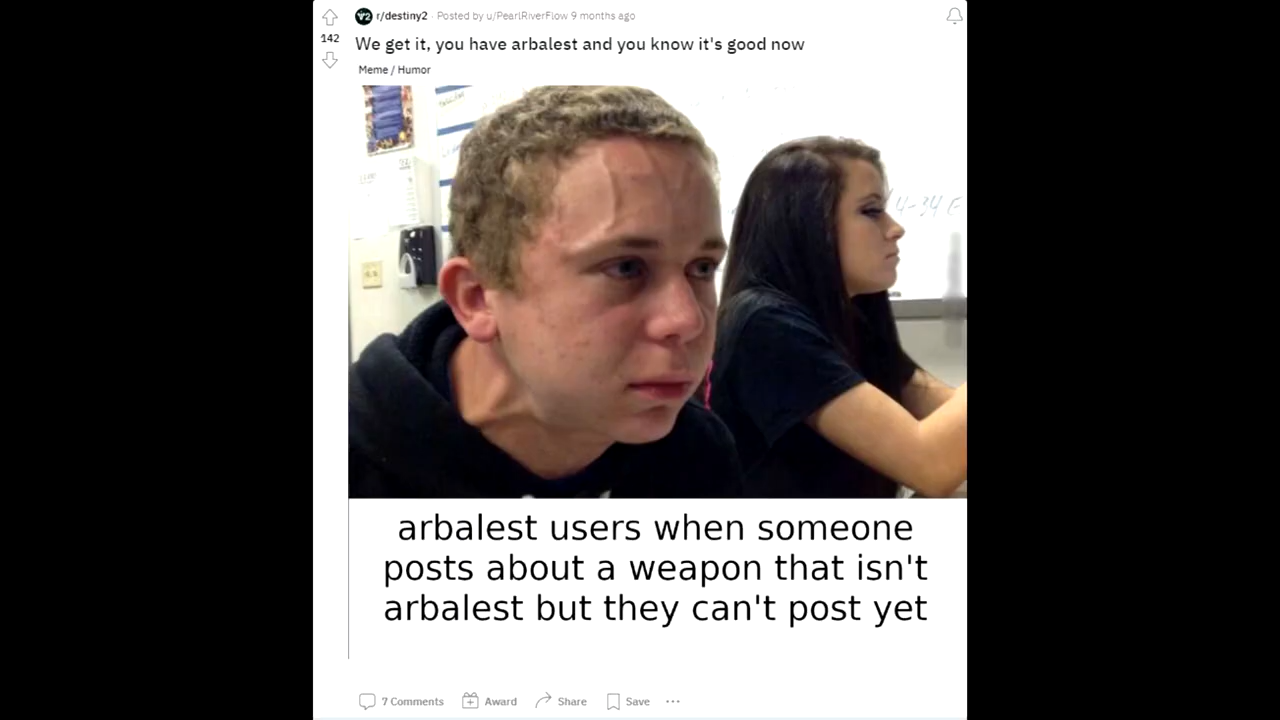 r/destiny2 · Posted by u/PearlRiverFlow 9 months ago
142
We get it, you have arbalest and you know it's good now
Meme / Humor
arbalest users when someone
posts about a weapon that isn't
arbalest but they can't post yet
7 Comments Award Share Save ···